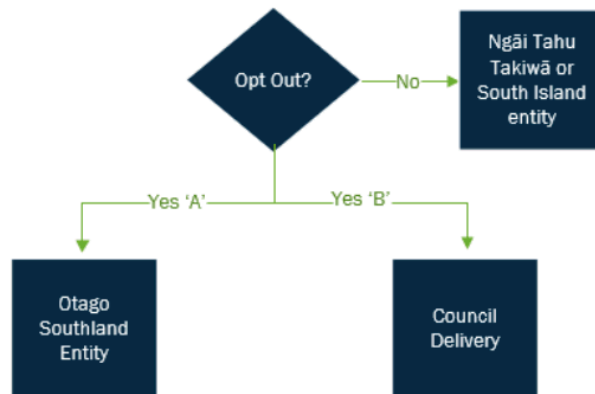 Opt Out?
No
Ngāi Tahu
Takiwā or
South Island
entity
Yes ‘A’
Yes ‘B’
Otago
Southland
Entity
Council
Delivery